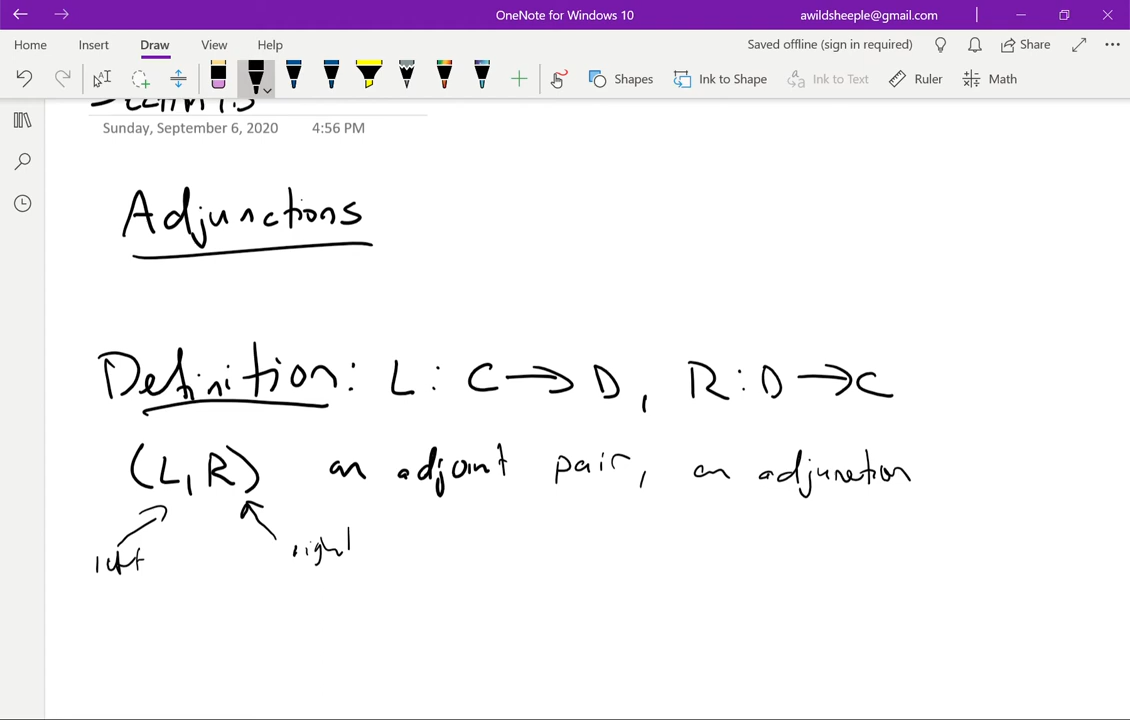 OneNote for Windows 10
awildsheeple@gmail.com
Home Insert Draw View Help
Saved offline (sign in required) Share
Shapes Ink to Shape Ink to Text Ruler Math
Sunday, September 6, 2020 4:56 PM
Adjunctions
Definition: L: C → D, R: D → C
(L, R) an adjoint pair, an adjunction
left right